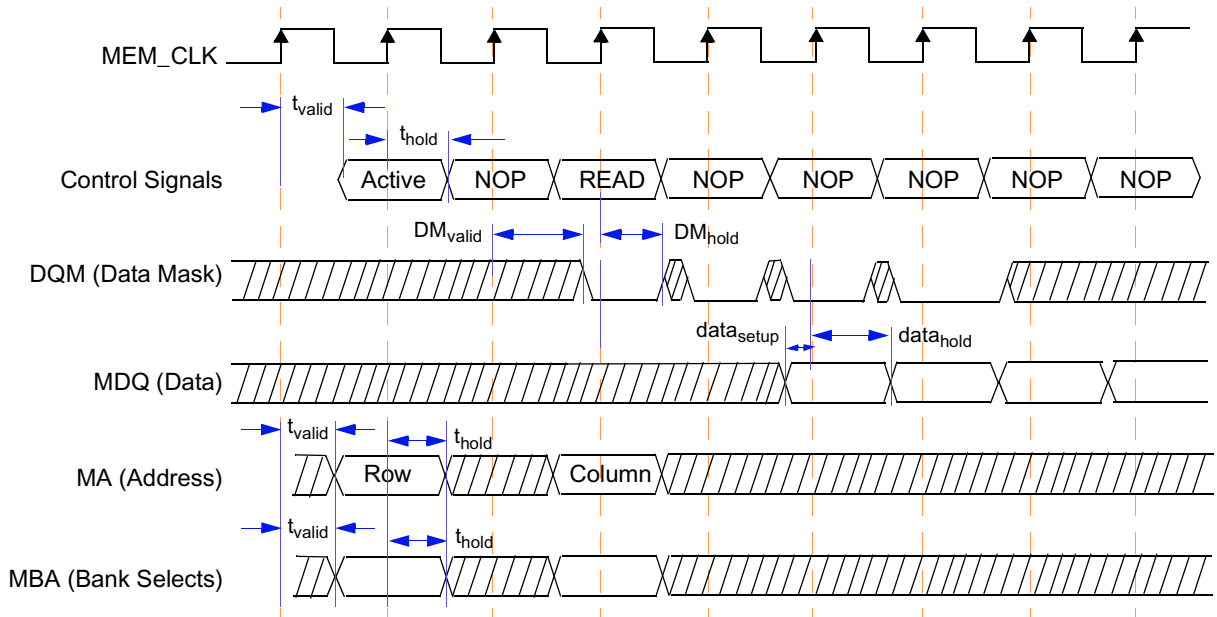 MEM_CLK
tvalid
thold
Control Signals
Active NOP READ NOP NOP NOP NOP NOP
DMvalid DMhold
DQM (Data Mask)
datasetup datahold
MDQ (Data)
tvalid thold
MA (Address)
Row Column
tvalid thold
MBA (Bank Selects)